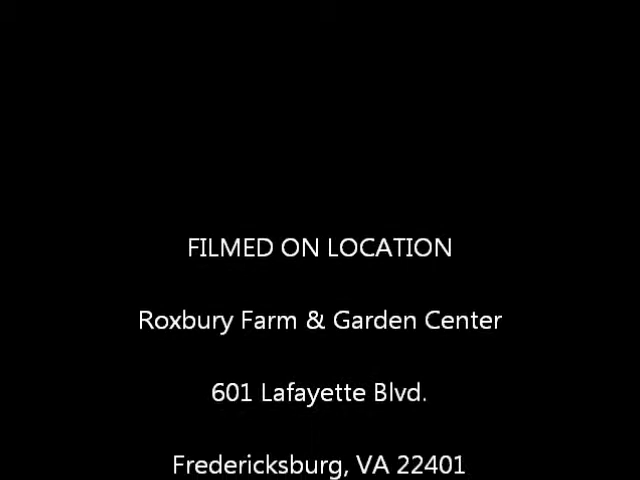 FILMED ON LOCATION
Roxbury Farm & Garden Center
601 Lafayette Blvd.
Fredericksburg, VA 22401